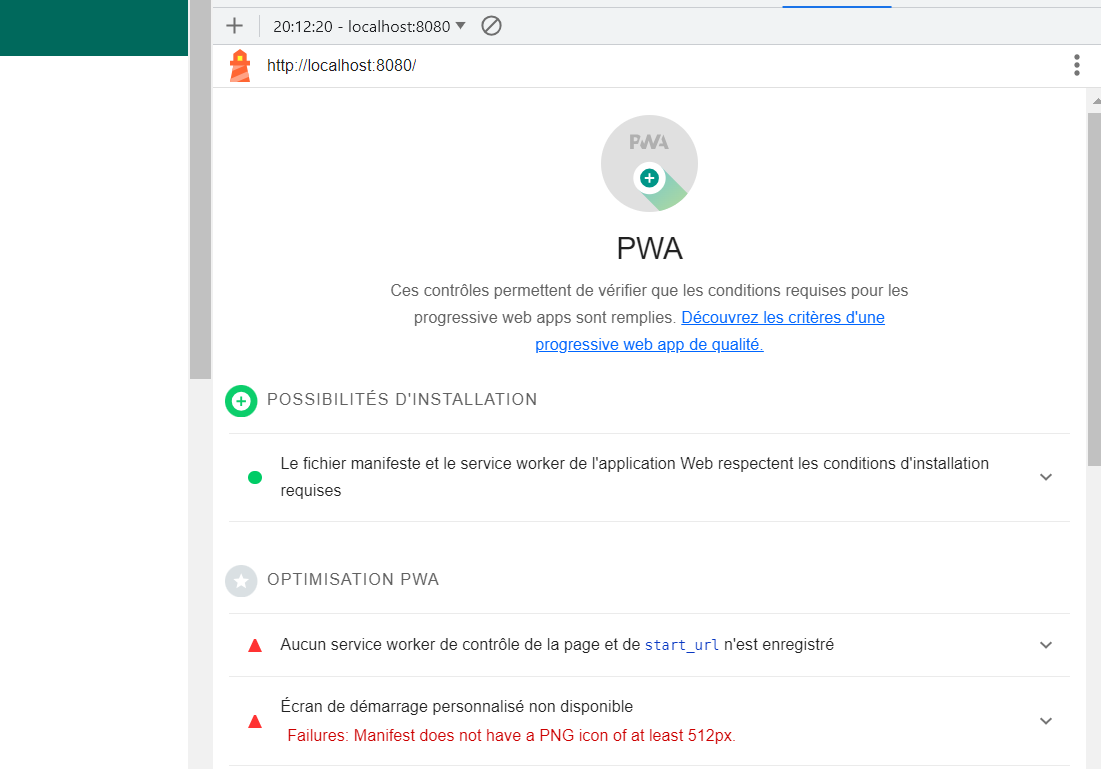 20:12:20 - localhost:8080
http://localhost:8080/
PWA
PWA
Ces contrôles permettent de vérifier que les conditions requises pour les
progressive web apps sont remplies. Découvrez les critères d'une
progressive web app de qualité.
POSSIBILITÉS D'INSTALLATION
Le fichier manifeste et le service worker de l'application Web respectent les conditions d'installation
requises
OPTIMISATION PWA
Aucun service worker de contrôle de la page et de start_url n'est enregistré
Écran de démarrage personnalisé non disponible
Failures: Manifest does not have a PNG icon of at least 512px.